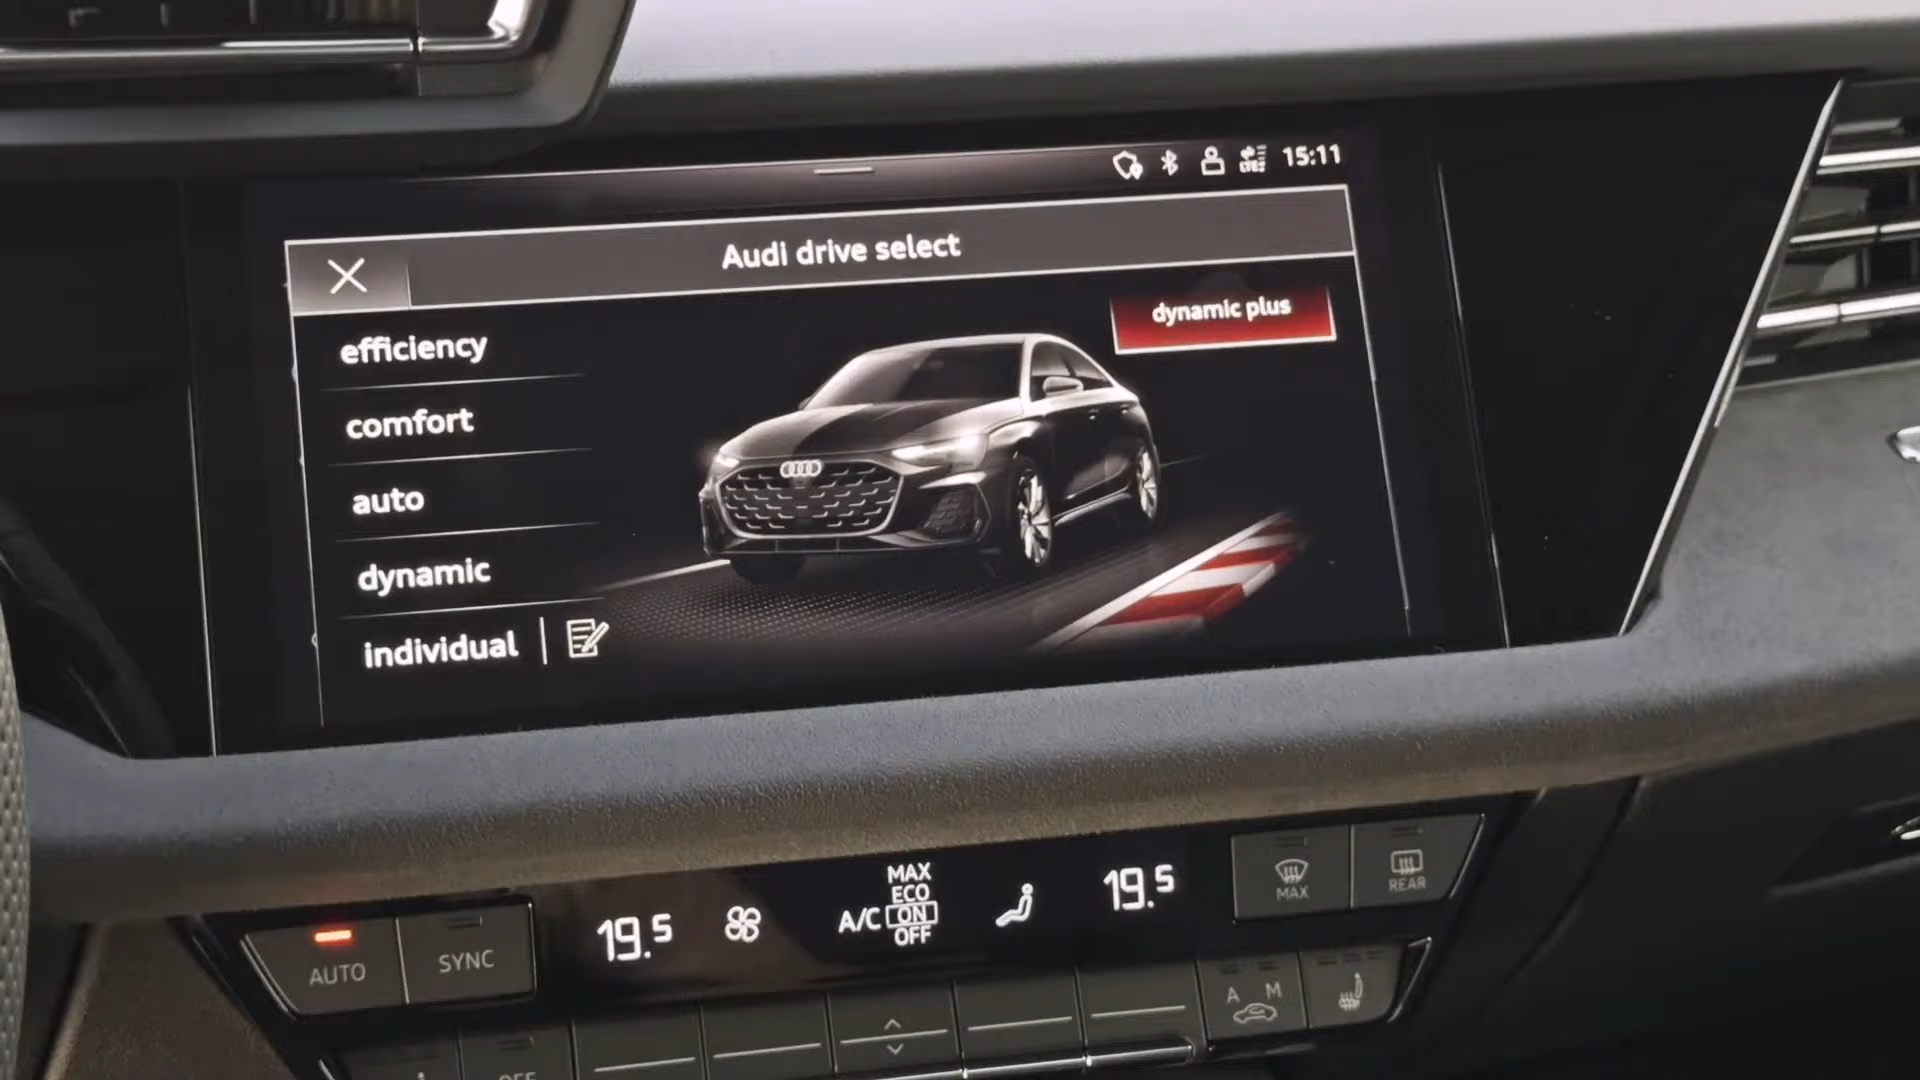 15:11
Audi drive select
dynamic plus
efficiency
comfort
auto
dynamic
individual
MAX
ECO
A/C ON
OFF
19.5
19.5
MAX
REAR
AUTO
SYNC
A M
OFF